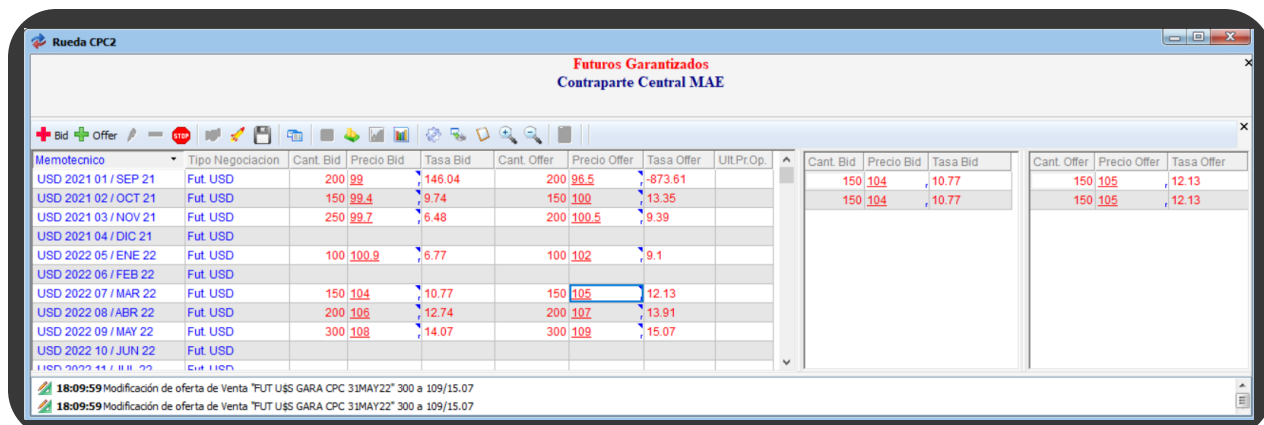 Rueda CPC2
Futuros Garantizados
Contraparte Central MAE
Bid Offer STOP
Memotecnico Tipo Negociacion Cant. Bid Precio Bid Tasa Bid Cant. Offer Precio Offer Tasa Offer Ult.Pr.Op.
USD 2021 01 / SEP 21 Fut. USD 200 99 146.04 200 96.5 -873.61
USD 2021 02 / OCT 21 Fut. USD 150 99.4 9.74 150 100 13.35
USD 2021 03 / NOV 21 Fut. USD 250 99.7 6.48 200 100.5 9.39
USD 2021 04 / DIC 21 Fut. USD
USD 2022 05 / ENE 22 Fut. USD 100 100.9 6.77 100 102 9.1
USD 2022 06 / FEB 22 Fut. USD
USD 2022 07 / MAR 22 Fut. USD 150 104 10.77 150 105 12.13
USD 2022 08 / ABR 22 Fut. USD 200 106 12.74 200 107 13.91
USD 2022 09 / MAY 22 Fut. USD 300 108 14.07 300 109 15.07
USD 2022 10 / JUN 22 Fut. USD
USD 2022 11 / JUL 22 Fut. USD
Cant. Bid Precio Bid Tasa Bid
150 104 10.77
150 104 10.77
Cant. Offer Precio Offer Tasa Offer
150 105 12.13
150 105 12.13
18:09:59 Modificación de oferta de Venta "FUT U$S GARA CPC 31MAY22" 300 a 109/15.07
18:09:59 Modificación de oferta de Venta "FUT U$S GARA CPC 31MAY22" 300 a 109/15.07